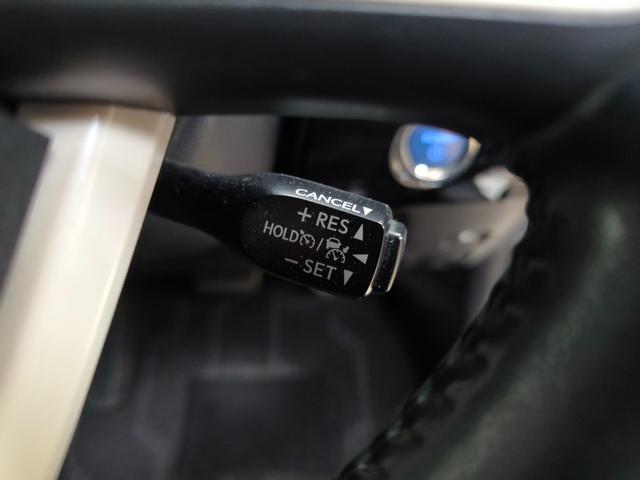 CANCEL
+ RES
HOLD /
− SET